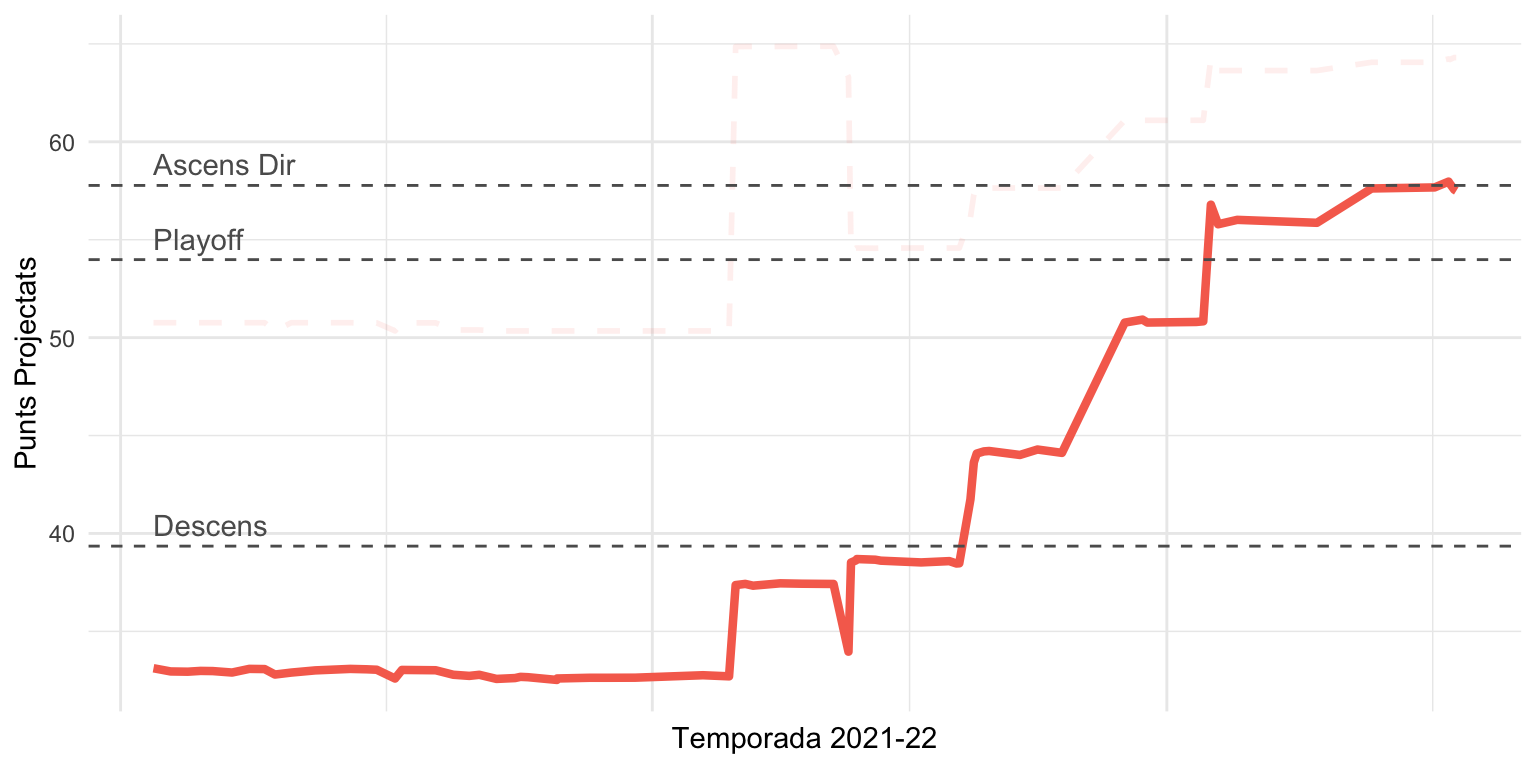 60
50
40
Punts Projectats
Ascens Dir
Playoff
Descens
Temporada 2021-22